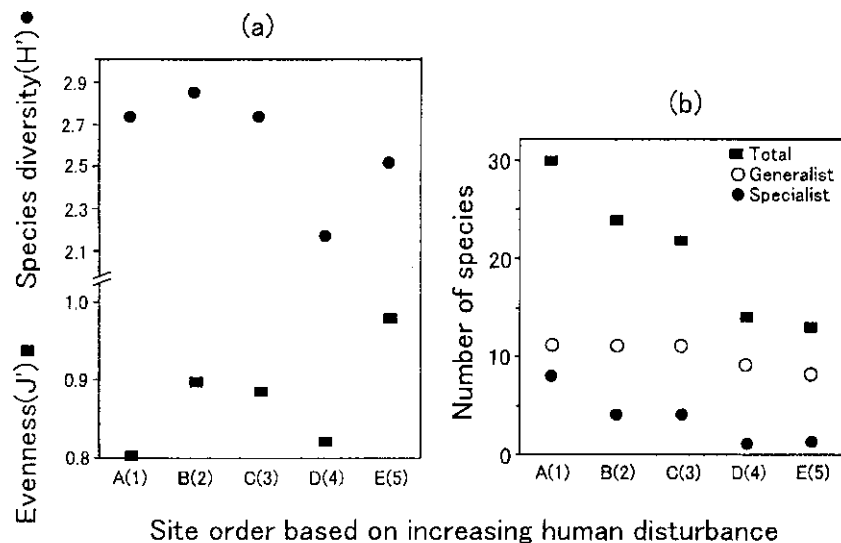 (a)
Species diversity(H') ●
2.9
2.7
2.5
2.3
2.1
1.0
0.9
0.8
Evenness(J') ■
A(1) B(2) C(3) D(4) E(5)
(b)
Number of species
30
20
10
0
■ Total
○ Generalist
● Specialist
A(1) B(2) C(3) D(4) E(5)
Site order based on increasing human disturbance